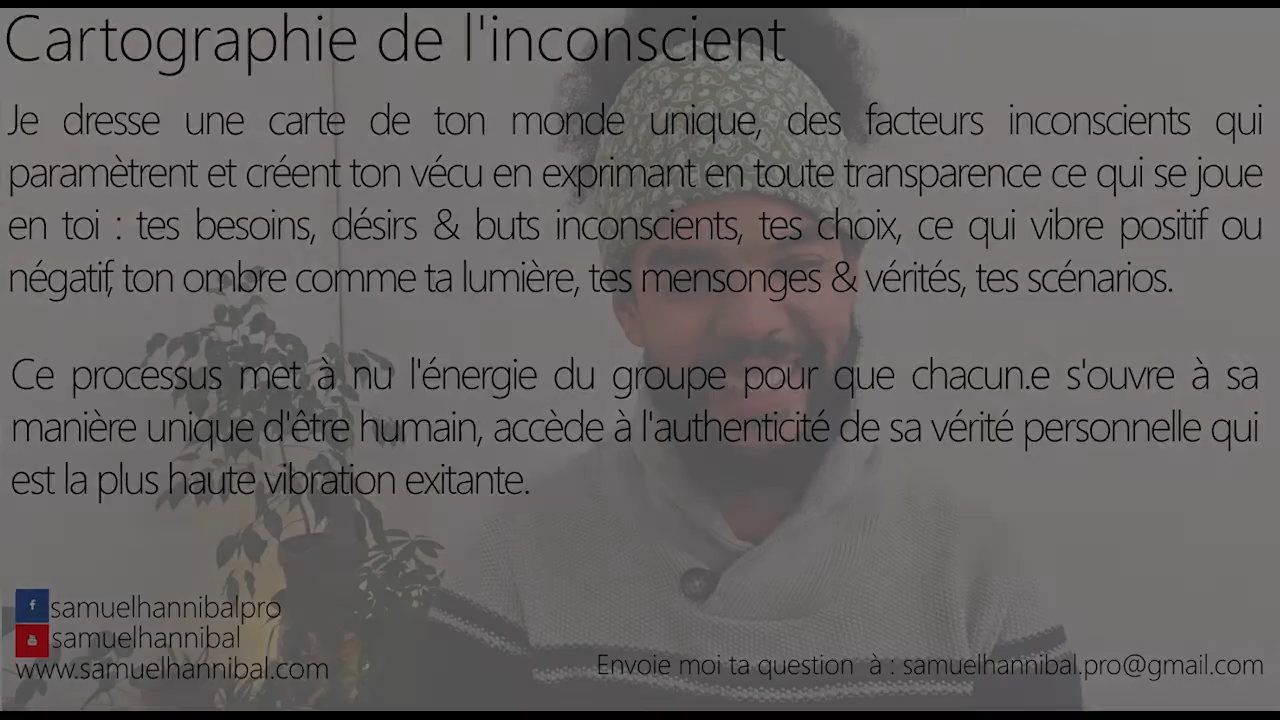 Cartographie de l'inconscient
Je dresse une carte de ton monde unique, des facteurs inconscients qui
paramètrent et créent ton vécu en exprimant en toute transparence ce qui se joue
en toi : tes besoins, désirs & buts inconscients, tes choix, ce qui vibre positif ou
négatif, ton ombre comme ta lumière, tes mensonges & vérités, tes scénarios.
Ce processus met à nu l'énergie du groupe pour que chacun.e s'ouvre à sa
manière unique d'être humain, accède à l'authenticité de sa vérité personnelle qui
est la plus haute vibration exitante.
samuelhannibalpro
samuelhannibal
www.samuelhannibal.com
Envoie moi ta question à : samuelhannibal.pro@gmail.com